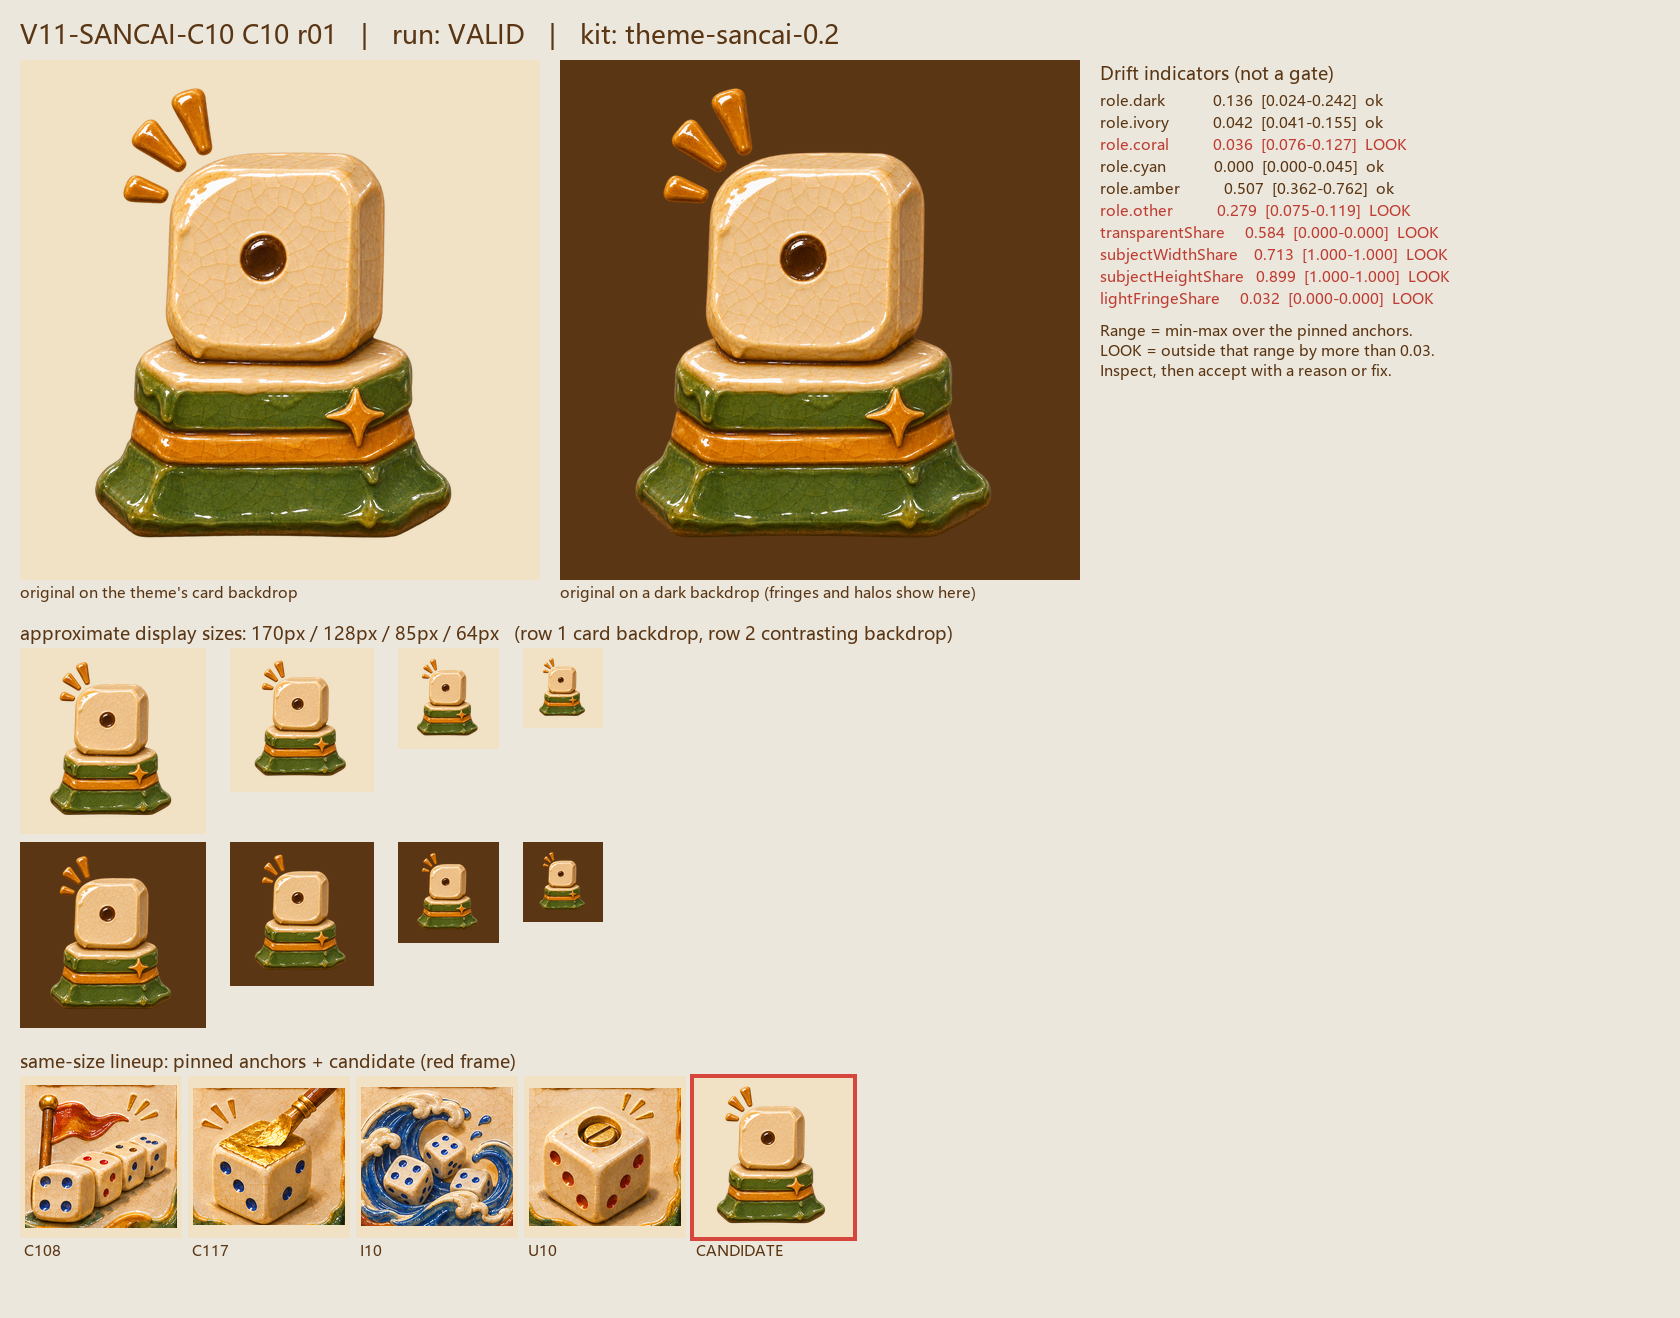 V11-SANCAI-C10 C10 r01 | run: VALID | kit: theme-sancai-0.2
Drift indicators (not a gate)
role.dark 0.136 [0.024-0.242] ok
role.ivory 0.042 [0.041-0.155] ok
role.coral 0.036 [0.076-0.127] LOOK
role.cyan 0.000 [0.000-0.045] ok
role.amber 0.507 [0.362-0.762] ok
role.other 0.279 [0.075-0.119] LOOK
transparentShare 0.584 [0.000-0.000] LOOK
subjectWidthShare 0.713 [1.000-1.000] LOOK
subjectHeightShare 0.899 [1.000-1.000] LOOK
lightFringeShare 0.032 [0.000-0.000] LOOK
Range = min-max over the pinned anchors.
LOOK = outside that range by more than 0.03.
Inspect, then accept with a reason or fix.
original on the theme's card backdrop
original on a dark backdrop (fringes and halos show here)
approximate display sizes: 170px / 128px / 85px / 64px (row 1 card backdrop, row 2 contrasting backdrop)
same-size lineup: pinned anchors + candidate (red frame)
C108
C117
I10
U10
CANDIDATE